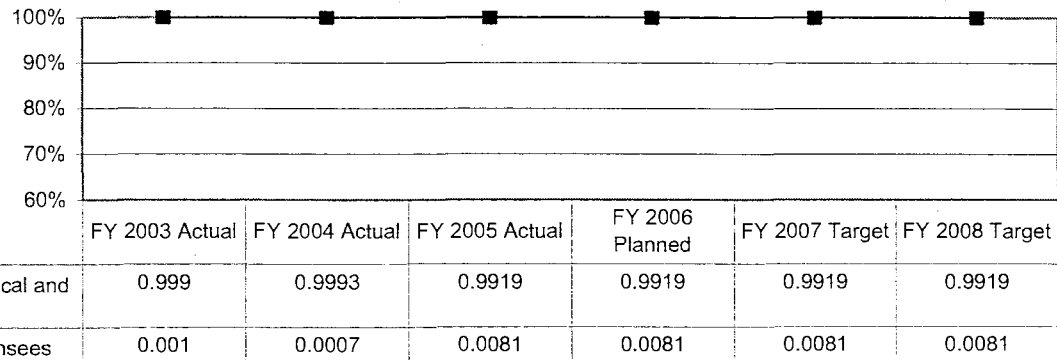 100%
90%
80%
70%
60%
FY 2003 Actual FY 2004 Actual FY 2005 Actual FY 2006 Planned FY 2007 Target FY 2008 Target
cal and 0.999 0.9993 0.9919 0.9919 0.9919 0.9919
nsees 0.001 0.0007 0.0081 0.0081 0.0081 0.0081